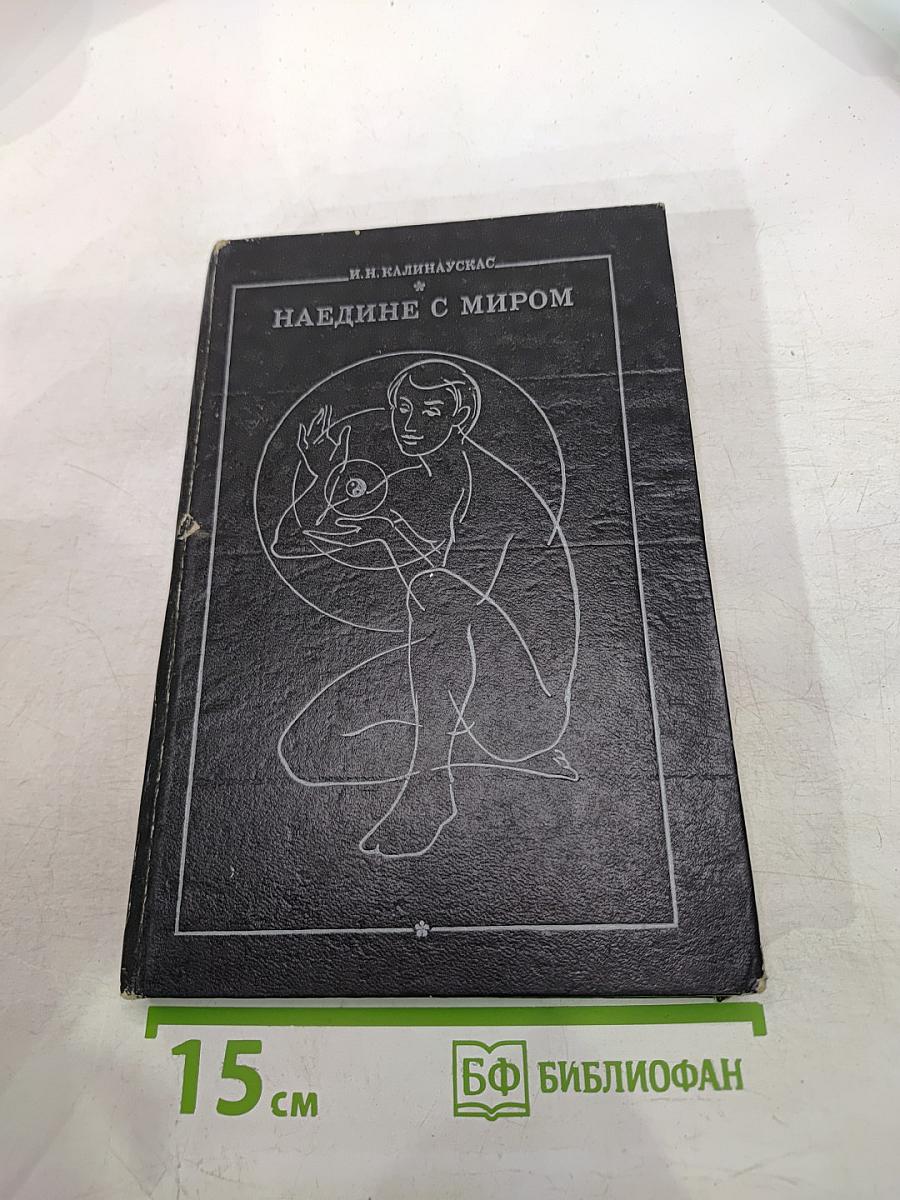 И. Н. КАЛИНАУСКАС
НАЕДИНЕ С МИРОМ
15 см
БФ БИБЛИОФАН